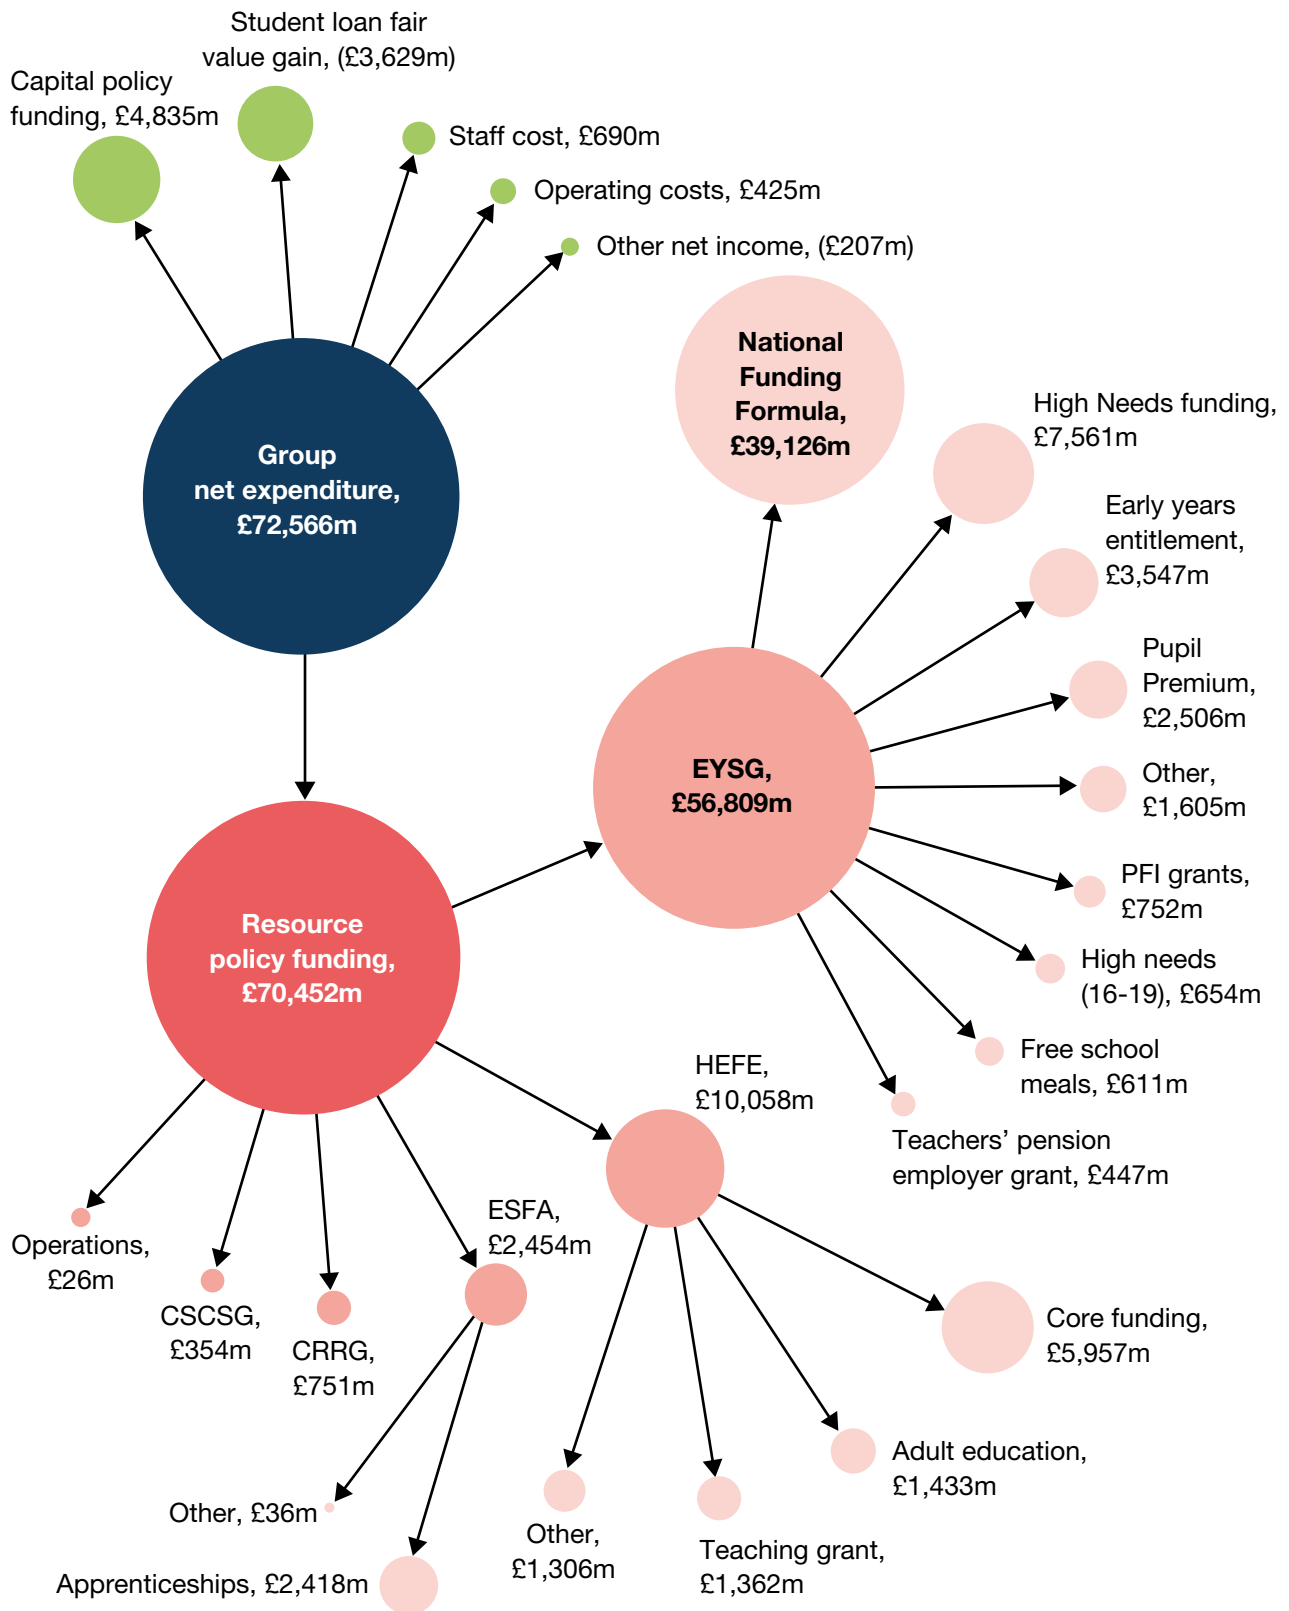 Student loan fair
value gain, (£3,629m)
Capital policy
funding, £4,835m
Staff cost, £690m
Operating costs, £425m
Other net income, (£207m)
Group
net expenditure,
£72,566m
National
Funding
Formula,
£39,126m
High Needs funding,
£7,561m
Early years
entitlement,
£3,547m
Pupil
Premium,
£2,506m
EYSG,
£56,809m
Other,
£1,605m
PFI grants,
£752m
High needs
(16-19), £654m
Free school
meals, £611m
Teachers’ pension
employer grant, £447m
Resource
policy funding,
£70,452m
HEFE,
£10,058m
ESFA,
£2,454m
Operations,
£26m
CSCSG,
£354m
CRRG,
£751m
Core funding,
£5,957m
Adult education,
£1,433m
Teaching grant,
£1,362m
Other,
£1,306m
Other, £36m
Apprenticeships, £2,418m